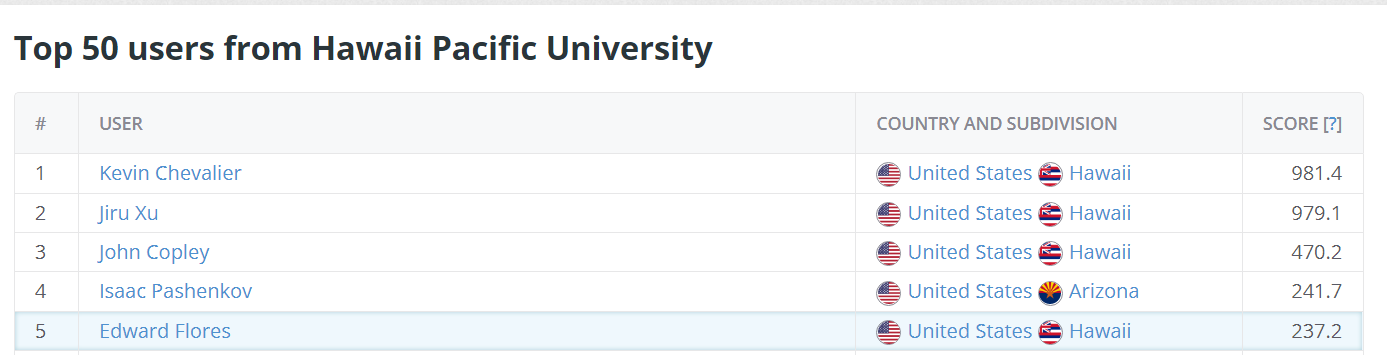 Top 50 users from Hawaii Pacific University
# USER COUNTRY AND SUBDIVISION SCORE [?]
1 Kevin Chevalier United States Hawaii 981.4
2 Jiru Xu United States Hawaii 979.1
3 John Copley United States Hawaii 470.2
4 Isaac Pashenkov United States Arizona 241.7
5 Edward Flores United States Hawaii 237.2